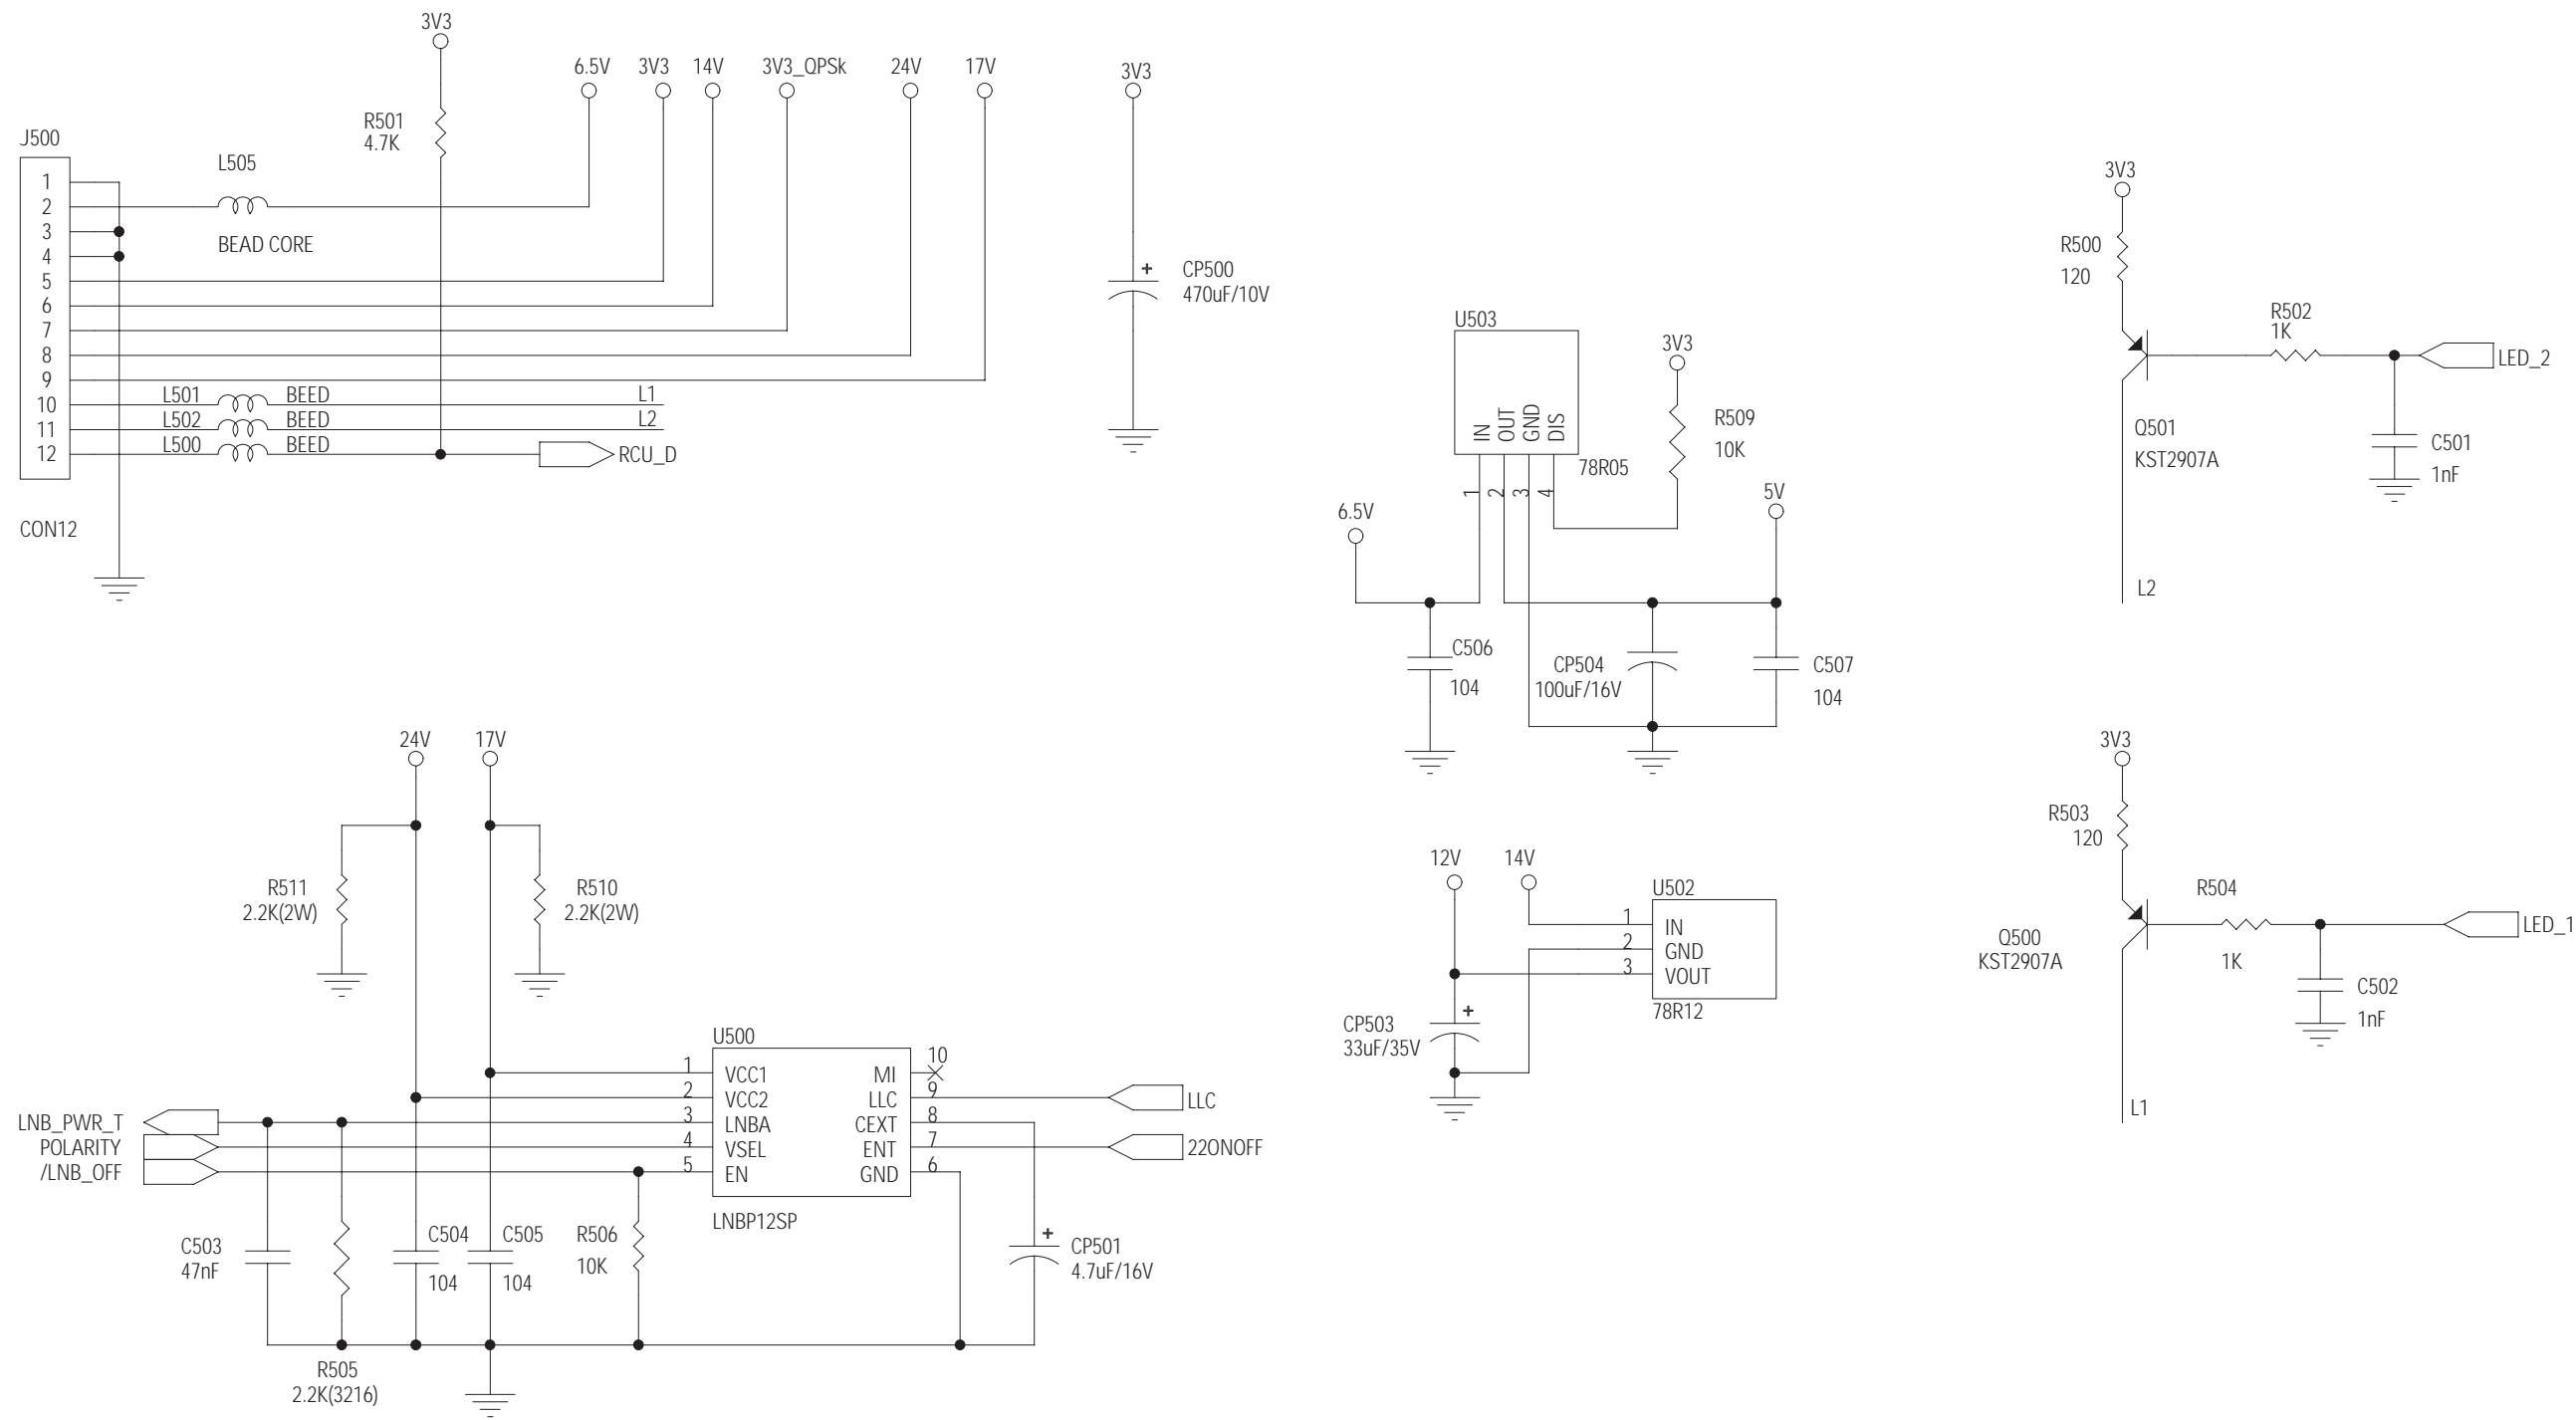 3V3
6.5V 3V3 14V 3V3_QPSk 24V 17V
3V3
R501
4.7K
J500
L505
BEAD CORE
1
2
3
4
5
6
7
8
9
10
11
12
L501 BEED L1
L502 BEED L2
L500 BEED
RCU_D
CON12
+
CP500
470uF/10V
U503
IN
OUT
GND
DIS
78R05
1
2
3
4
3V3
R509
10K
6.5V
5V
C506
104
CP504
100uF/16V
C507
104
3V3
R500
120
R502
1K
LED_2
Q501
KST2907A
C501
1nF
L2
24V 17V
R511
2.2K(2W)
R510
2.2K(2W)
U500
1 VCC1
2 VCC2
3 LNBA
4 VSEL
5 EN
MI 10
LLC 9
CEXT 8
ENT 7
GND 6
LNBP12SP
LNB_PWR_T
POLARITY
/LNB_OFF
LLC
22ONOFF
C503
47nF
C504
104
C505
104
R506
10K
+
CP501
4.7uF/16V
R505
2.2K(3216)
12V 14V
U502
1 IN
2 GND
3 VOUT
78R12
+
CP503
33uF/35V
3V3
R503
120
R504
1K
LED_1
Q500
KST2907A
C502
1nF
L1